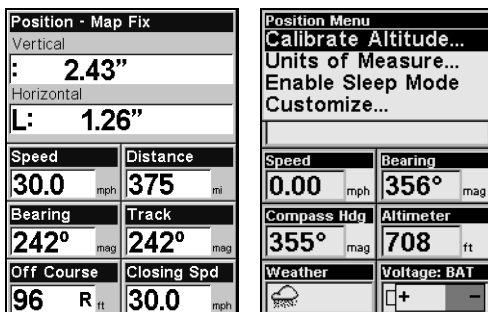 Position - Map Fix
Vertical
: 2.43”
Horizontal
L: 1.26”
Speed Distance
30.0 mph 375 mi
Bearing Track
242º mag 242º mag
Off Course Closing Spd
96 R ft 30.0 mph
Position Menu
Calibrate Altitude...
Units of Measure...
Enable Sleep Mode
Customize...
Speed Bearing
0.00 mph 356° mag
Compass Hdg Altimeter
355° mag 708 ft
Weather Voltage: BAT
+ -